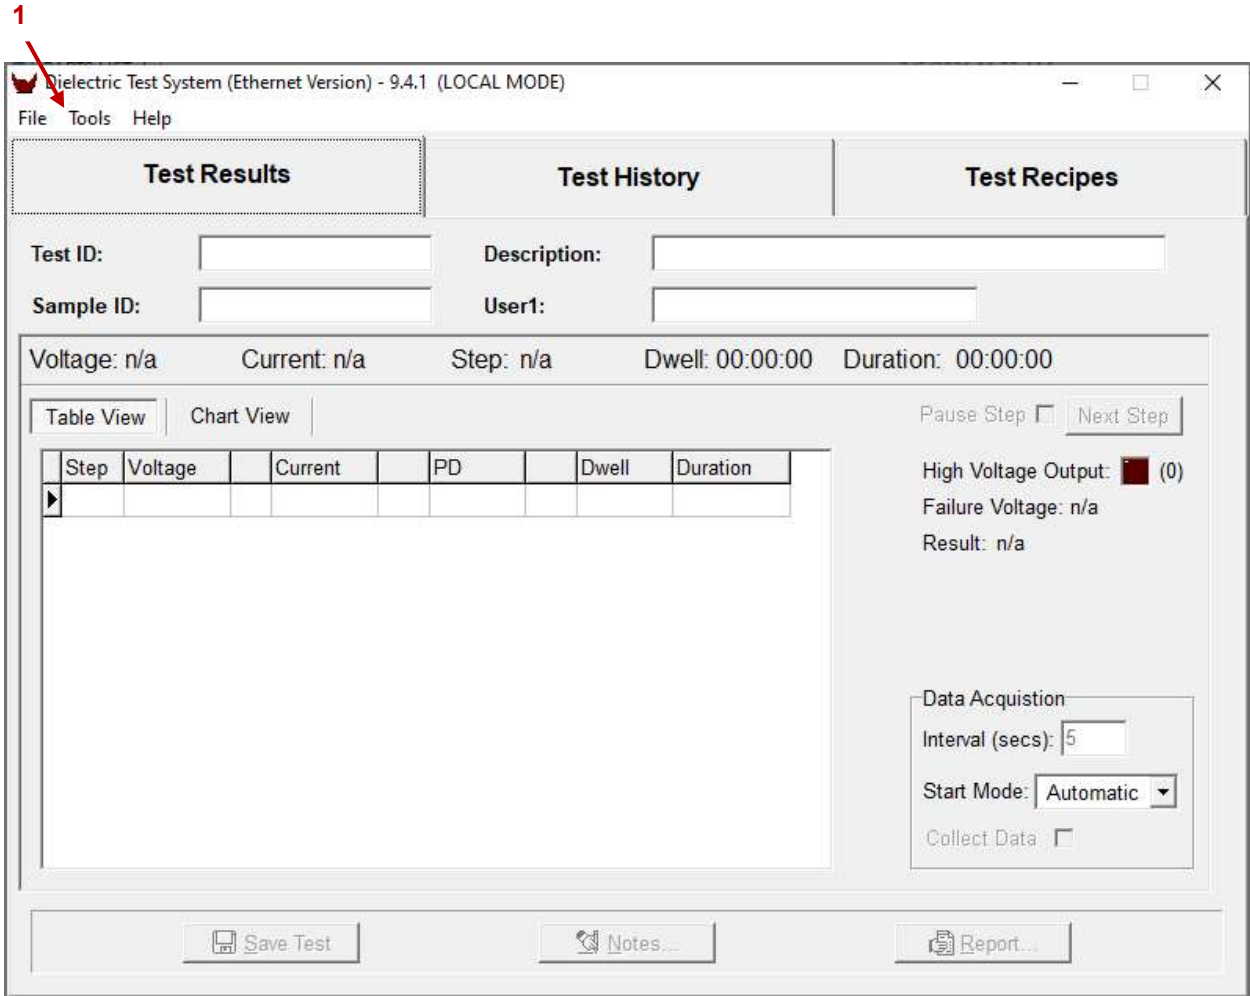 1
Dielectric Test System (Ethernet Version) - 9.4.1 (LOCAL MODE)
File Tools Help
Test Results Test History Test Recipes
Test ID: Description:
Sample ID: User1:
Voltage: n/a Current: n/a Step: n/a Dwell: 00:00:00 Duration: 00:00:00
Table View Chart View Pause Step Next Step
Step Voltage Current PD Dwell Duration
High Voltage Output: (0)
Failure Voltage: n/a
Result: n/a
Data Acquistion
Interval (secs): 5
Start Mode: Automatic
Collect Data
Save Test Notes... Report...